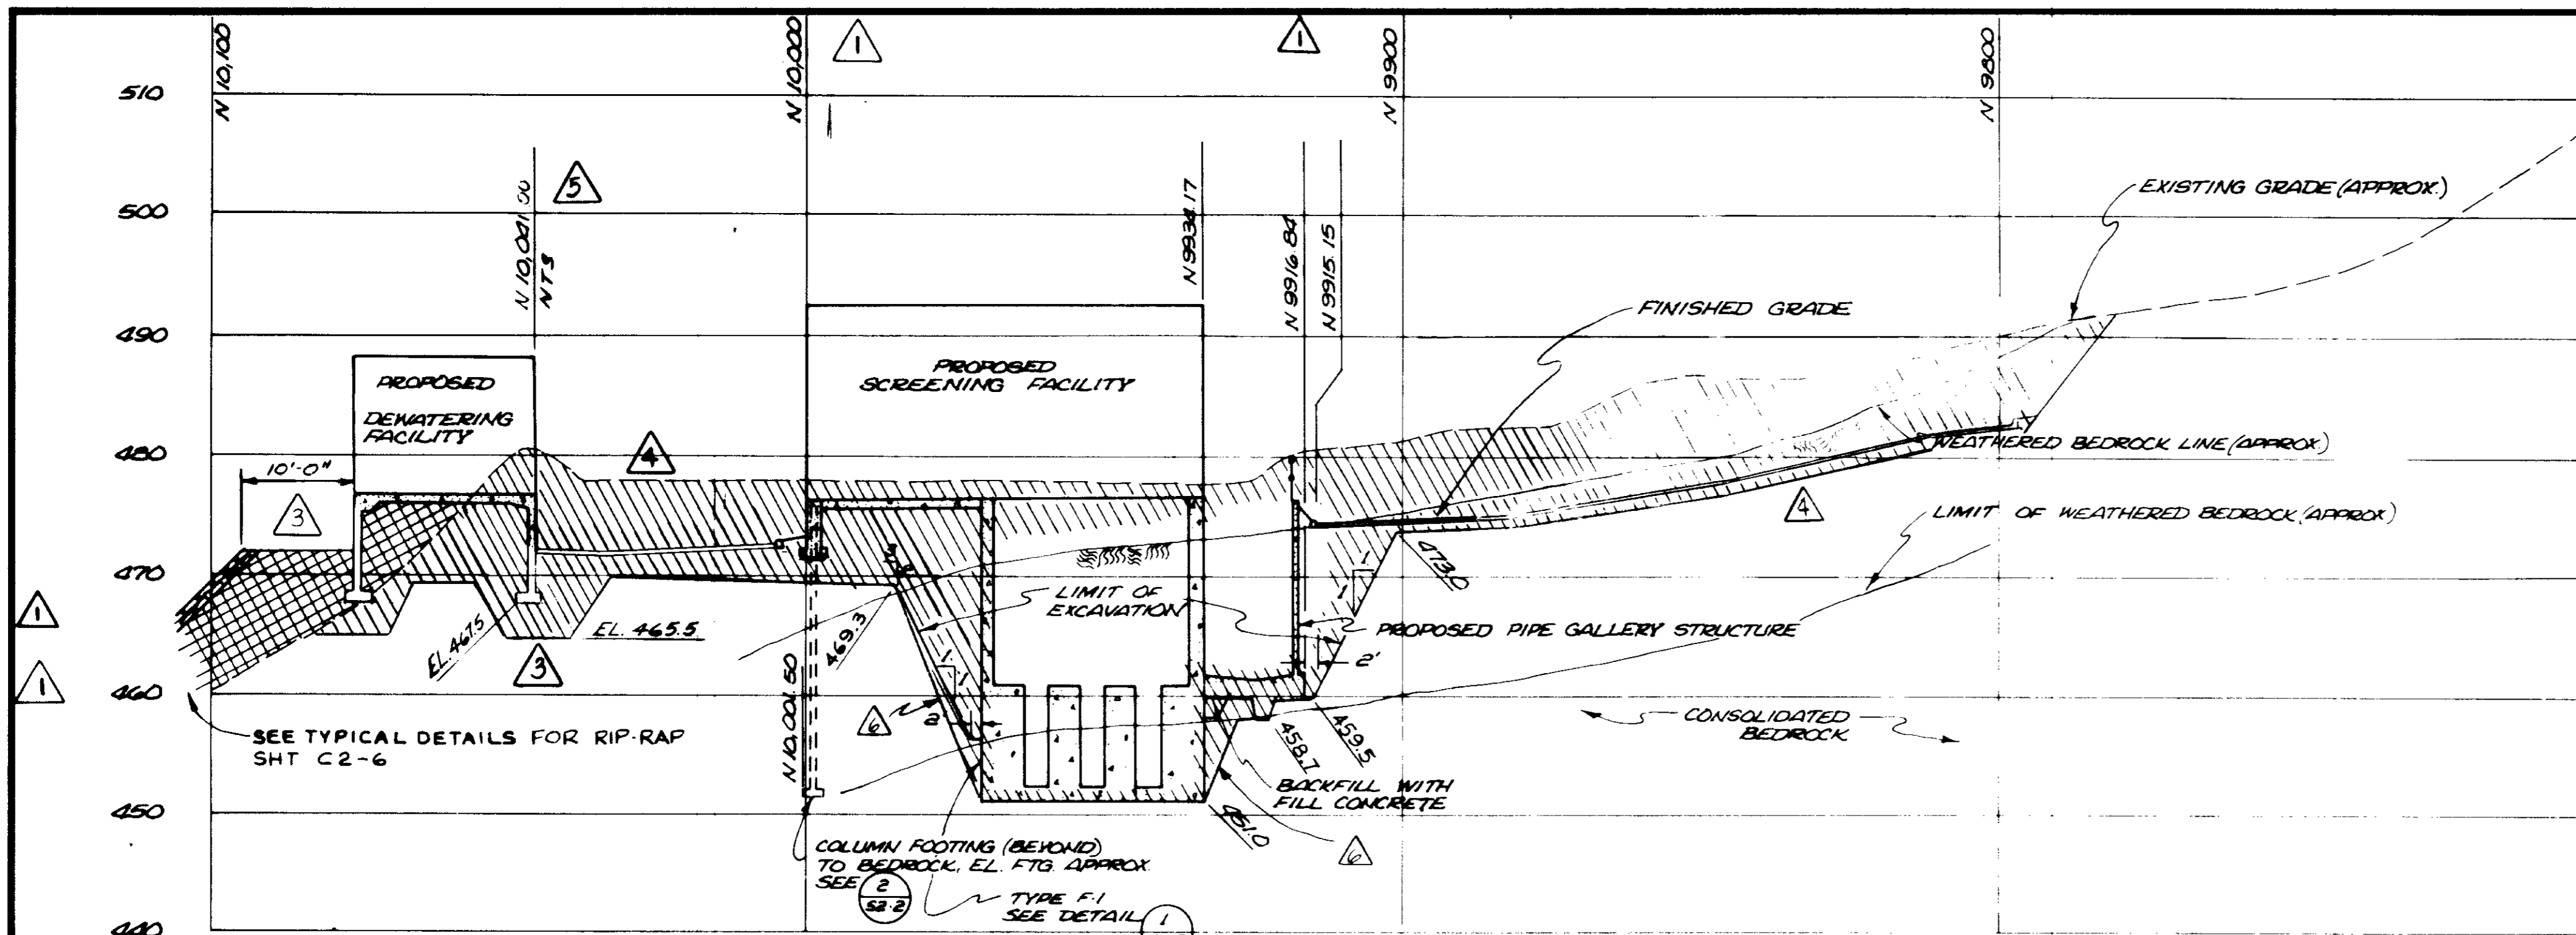 N 10,100
N 10,000
1
1
N 9900
N 9800
510
500
490
480
470
460
450
440
N 10,041.00
NTS
5
N 9916.84
N 9915.15
EXISTING GRADE (APPROX.)
FINISHED GRADE
PROPOSED
DEWATERING
FACILITY
PROPOSED
SCREENING FACILITY
10'-0"
3
4
WEATHERED BEDROCK LINE (APPROX)
4
LIMIT OF WEATHERED BEDROCK (APPROX)
473.0
LIMIT OF
EXCAVATION
PROPOSED PIPE GALLERY STRUCTURE
1
1
EL. 467.5
EL. 465.5
3
469.3
1
1
1
1
2'
2'
6
N 10,001.50
459.5
458.7
CONSOLIDATED
BEDROCK
SEE TYPICAL DETAILS FOR RIP-RAP
SHT C2-6
BACKFILL WITH
FILL CONCRETE
451.0
6
COLUMN FOOTING (BEYOND)
TO BEDROCK, EL. FTG. APPROX.
SEE 2
S2-2
TYPE F-1
SEE DETAIL 1